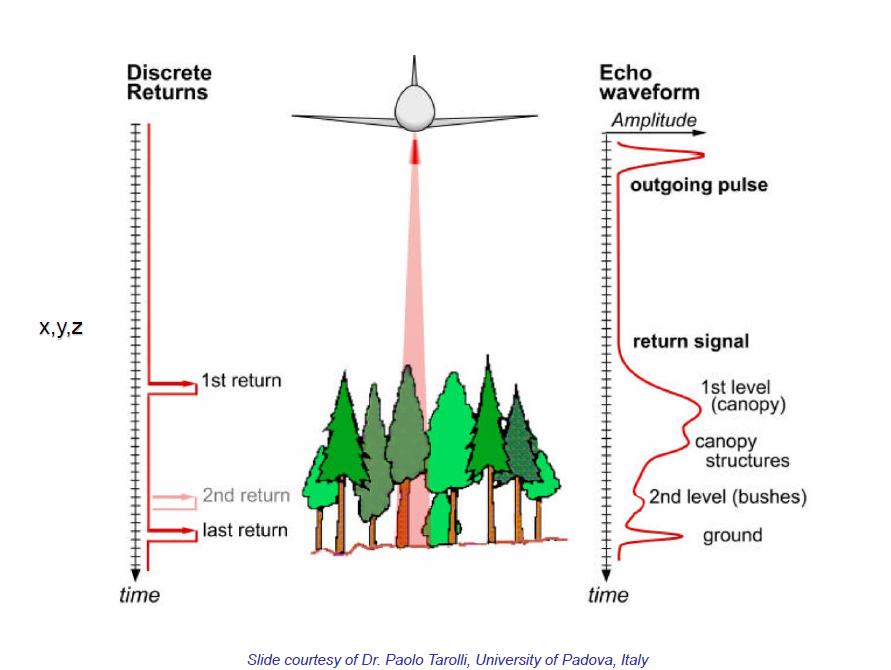 Discrete
Returns
x,y,z
1st return
2nd return
last return
time
Echo
waveform
Amplitude
outgoing pulse
return signal
1st level
(canopy)
canopy
structures
2nd level (bushes)
ground
time
Slide courtesy of Dr. Paolo Tarolli, University of Padova, Italy